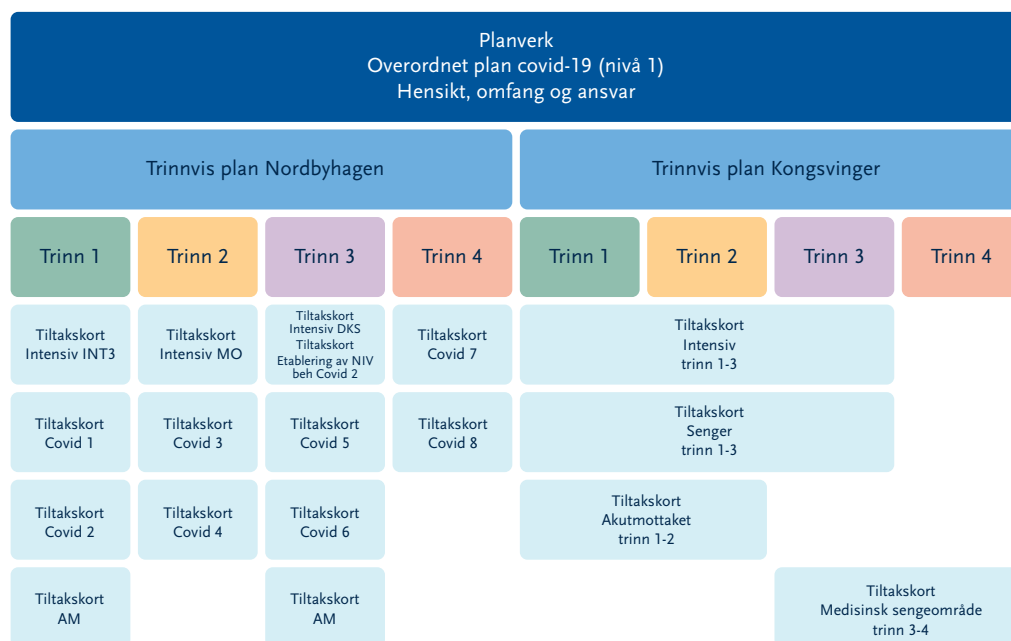 Planverk
Overordnet plan covid-19 (nivå 1)
Hensikt, omfang og ansvar
Trinnvis plan Nordbyhagen
Trinnvis plan Kongsvinger
Trinn 1
Trinn 2
Trinn 3
Trinn 4
Trinn 1
Trinn 2
Trinn 3
Trinn 4
Tiltakskort
Intensiv INT3
Tiltakskort
Intensiv MO
Tiltakskort
Intensiv DKS
Tiltakskort
Etablering av NIV
beh Covid 2
Tiltakskort
Covid 7
Tiltakskort
Intensiv
trinn 1-3
Tiltakskort
Covid 1
Tiltakskort
Covid 3
Tiltakskort
Covid 5
Tiltakskort
Covid 8
Tiltakskort
Senger
trinn 1-3
Tiltakskort
Covid 2
Tiltakskort
Covid 4
Tiltakskort
Covid 6
Tiltakskort
Akutmottaket
trinn 1-2
Tiltakskort
AM
Tiltakskort
AM
Tiltakskort
Medisinsk sengeområde
trinn 3-4